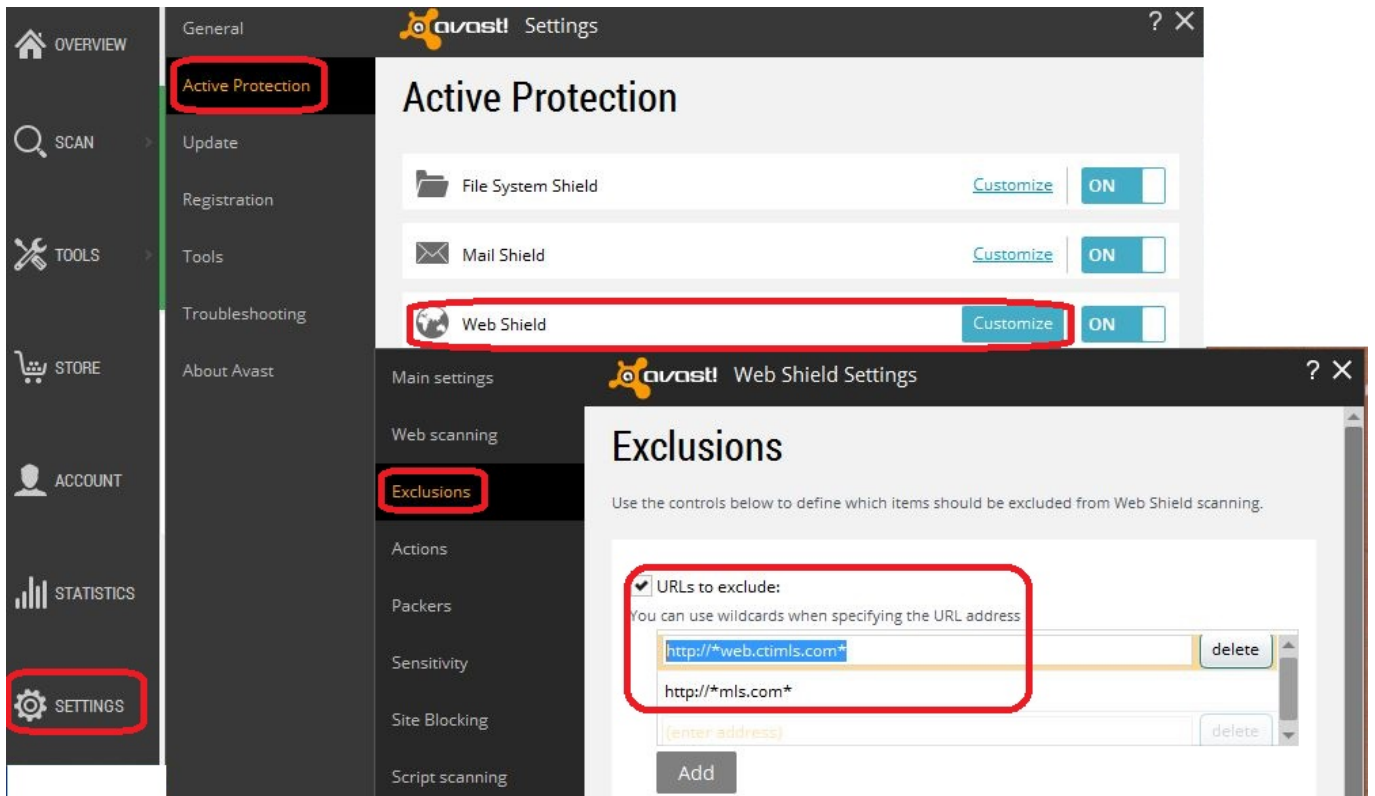 OVERVIEW
SCAN
TOOLS
STORE
ACCOUNT
STATISTICS
SETTINGS
General
Active Protection
Update
Registration
Tools
Troubleshooting
About Avast
avast! Settings
? X
Active Protection
File System Shield Customize ON
Mail Shield Customize ON
Web Shield Customize ON
Main settings
Web scanning
Exclusions
Actions
Packers
Sensitivity
Site Blocking
Script scanning
avast! Web Shield Settings
? X
Exclusions
Use the controls below to define which items should be excluded from Web Shield scanning.
URLs to exclude:
You can use wildcards when specifying the URL address
http://*web.ctimls.com* delete
http://*mls.com*
(enter address) delete
Add